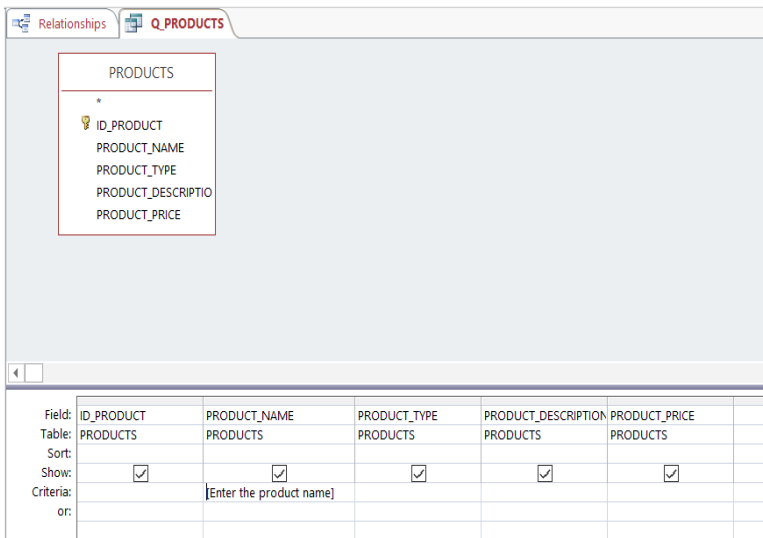 Relationships Q_PRODUCTS
PRODUCTS
*
ID_PRODUCT
PRODUCT_NAME
PRODUCT_TYPE
PRODUCT_DESCRIPTIO
PRODUCT_PRICE
Field: ID_PRODUCT PRODUCT_NAME PRODUCT_TYPE PRODUCT_DESCRIPTION PRODUCT_PRICE
Table: PRODUCTS PRODUCTS PRODUCTS PRODUCTS PRODUCTS
Sort:
Show:
Criteria: [Enter the product name]
or: